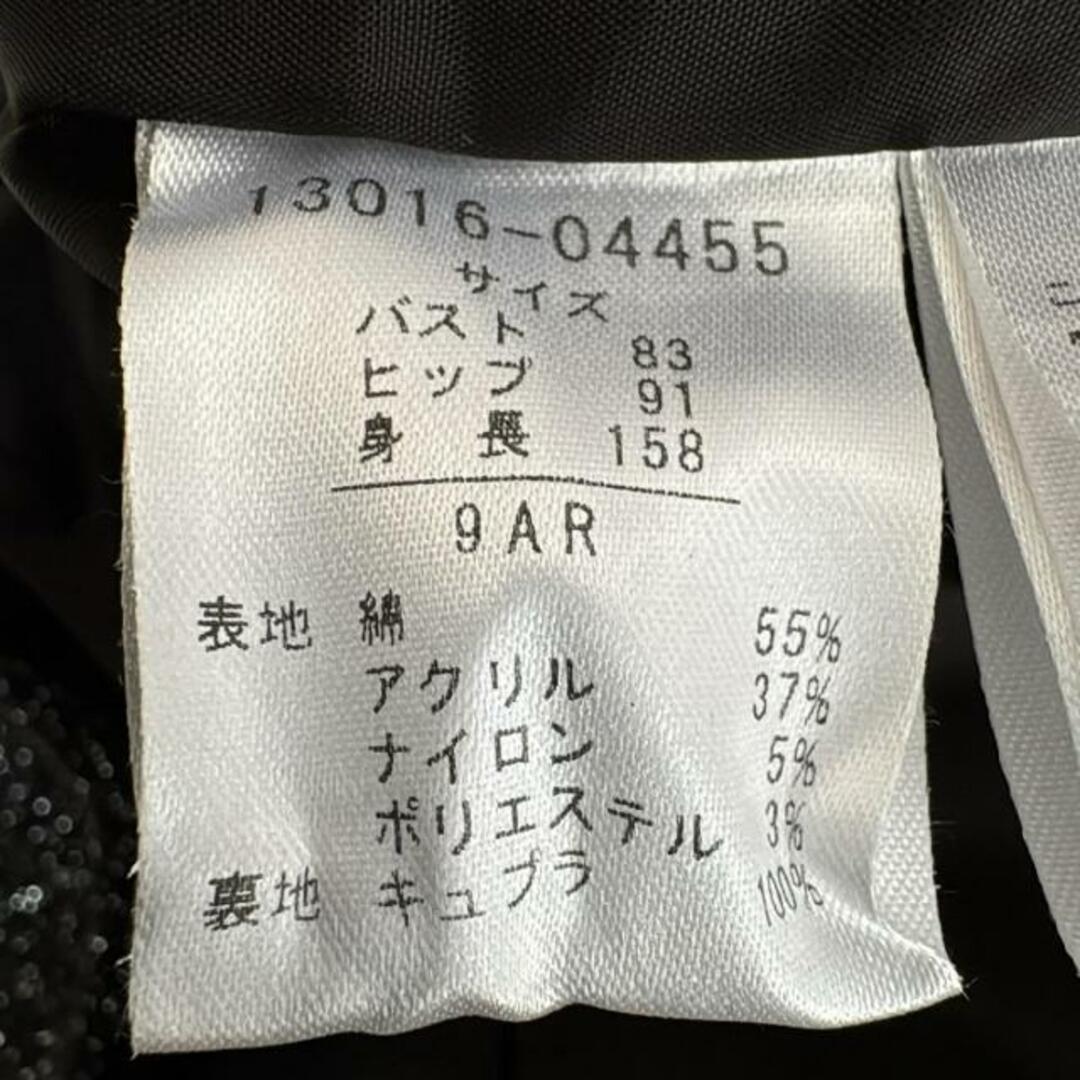 13016-04455
サイズ
バスト 83
ヒップ 91
身長 158
9AR
表地 綿 55%
アクリル 37%
ナイロン 5%
ポリエステル 3%
裏地 キュプラ 100%